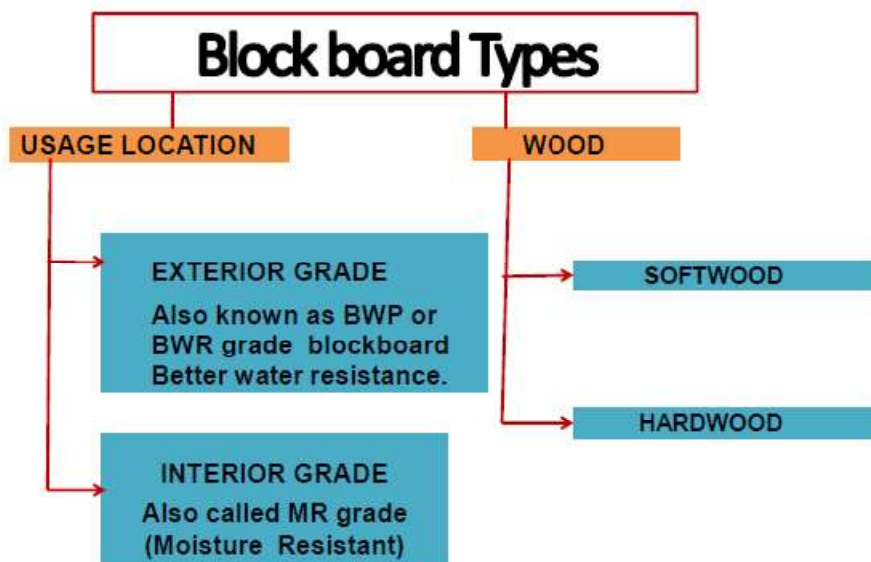 Block board Types
USAGE LOCATION
WOOD
EXTERIOR GRADE
Also known as BWP or
BWR grade blockboard
Better water resistance.
SOFTWOOD
HARDWOOD
INTERIOR GRADE
Also called MR grade
(Moisture Resistant)